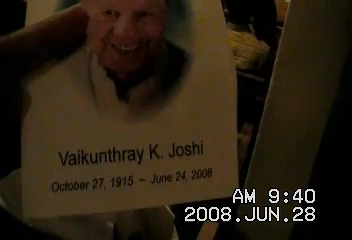 Vaikunthray K. Joshi
October 27, 1915 ~ June 24, 2008
AM 9:40
2008.JUN.28